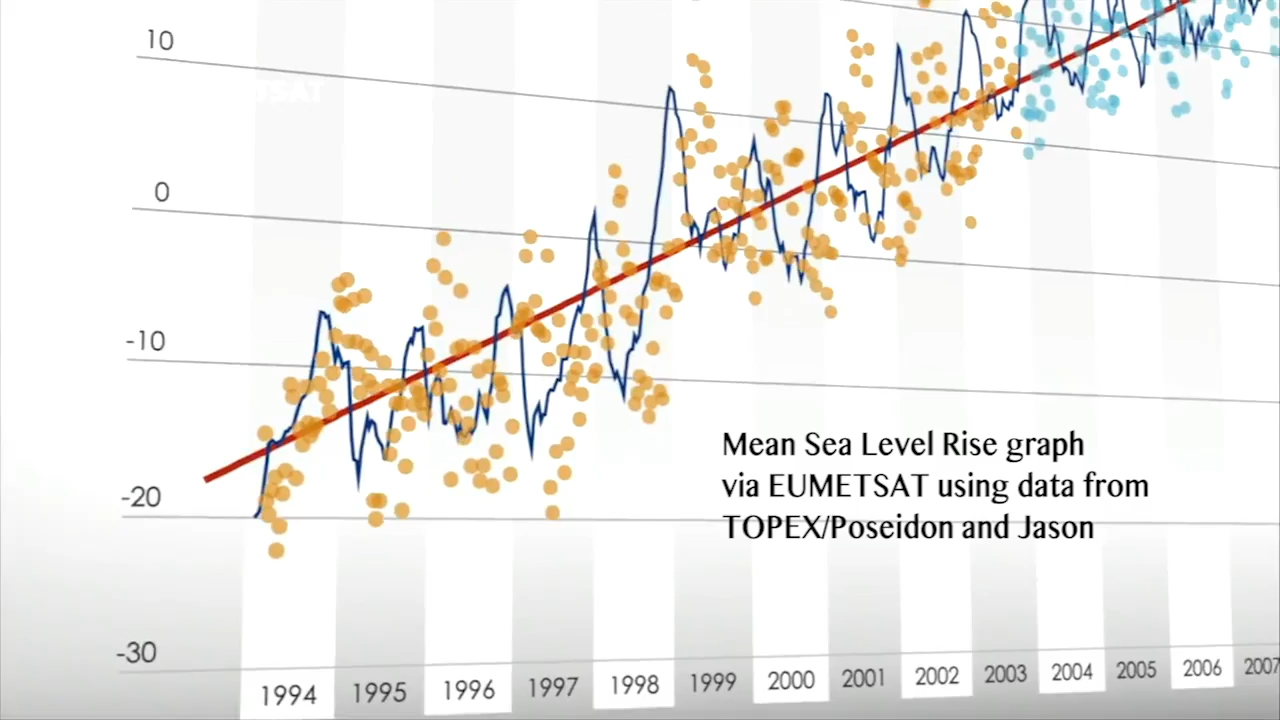 10
0
-10
-20
-30
Mean Sea Level Rise graph
via EUMETSAT using data from
TOPEX/Poseidon and Jason
1994 1995 1996 1997 1998 1999 2000 2001 2002 2003 2004 2005 2006 2007